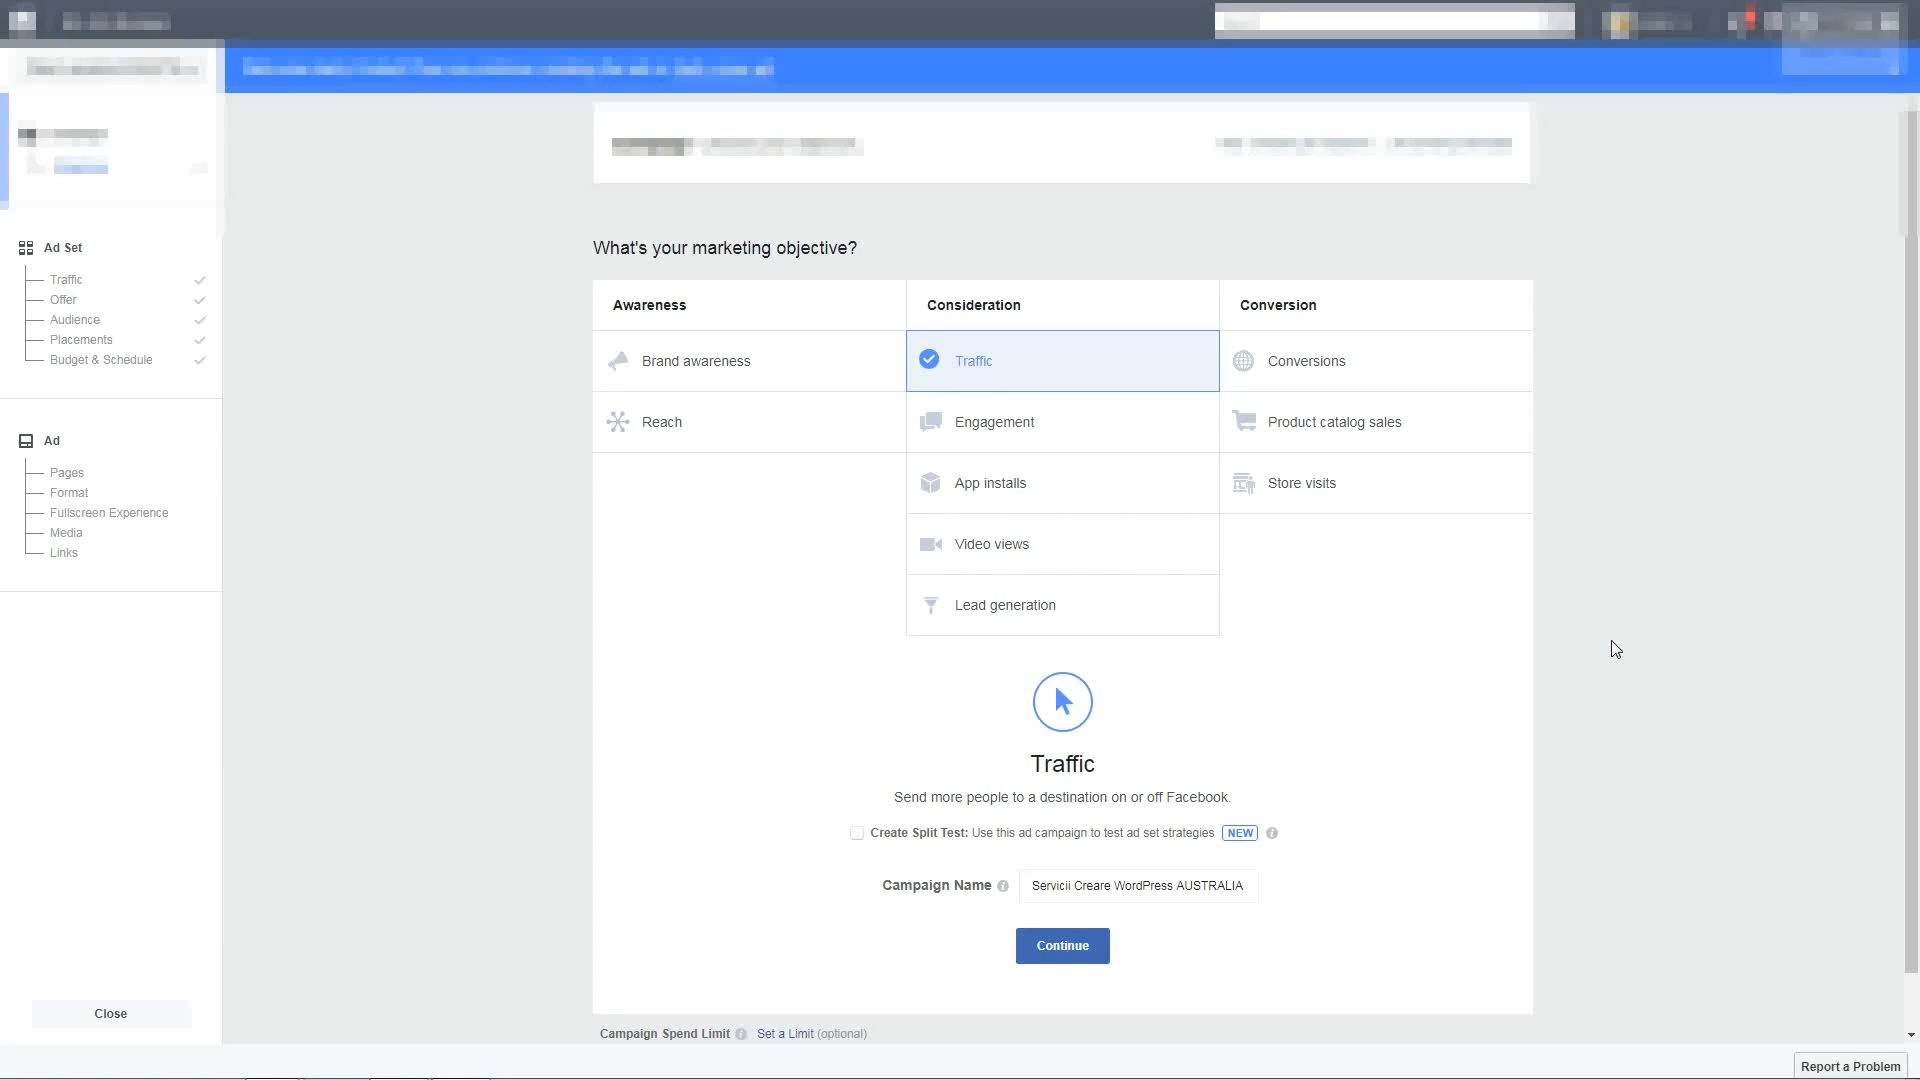 Ad Set
Traffic
Offer
Audience
Placements
Budget & Schedule
Ad
Pages
Format
Fullscreen Experience
Media
Links
Close
What's your marketing objective?
Awareness Consideration Conversion
Brand awareness Traffic Conversions
Reach Engagement Product catalog sales
App installs Store visits
Video views
Lead generation
Traffic
Send more people to a destination on or off Facebook.
Create Split Test: Use this ad campaign to test ad set strategies NEW
Campaign Name Servicii Creare WordPress AUSTRALIA
Continue
Campaign Spend Limit Set a Limit (optional)
Report a Problem